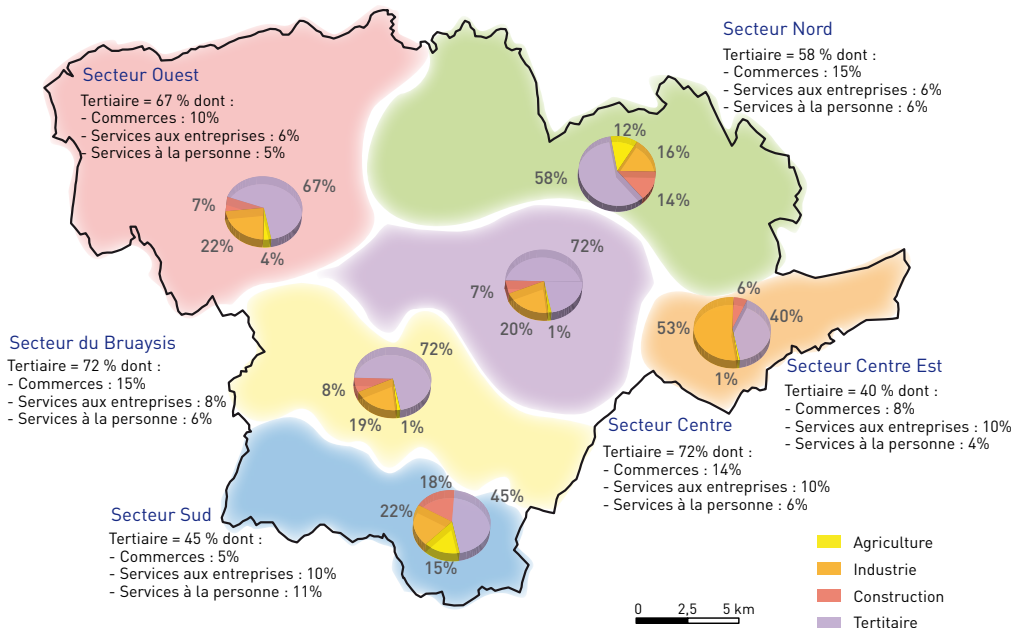 Secteur Nord
Tertiaire = 58 % dont :
- Commerces : 15%
- Services aux entreprises : 6%
- Services à la personne : 6%
Secteur Ouest
Tertiaire = 67 % dont :
- Commerces : 10%
- Services aux entreprises : 6%
- Services à la personne : 5%
12%
16%
58%
14%
67%
7%
22%
4%
72%
7%
20%
1%
6%
53%
40%
1%
Secteur du Bruaysis
Tertiaire = 72 % dont :
- Commerces : 15%
- Services aux entreprises : 8%
- Services à la personne : 6%
72%
8%
19%
1%
Secteur Centre Est
Tertiaire = 40 % dont :
- Commerces : 8%
- Services aux entreprises : 10%
- Services à la personne : 4%
Secteur Centre
Tertiaire = 72% dont :
- Commerces : 14%
- Services aux entreprises : 10%
- Services à la personne : 6%
18%
45%
22%
15%
Secteur Sud
Tertiaire = 45 % dont :
- Commerces : 5%
- Services aux entreprises : 10%
- Services à la personne : 11%
Agriculture
Industrie
Construction
Tertitaire
0 2,5 5 km